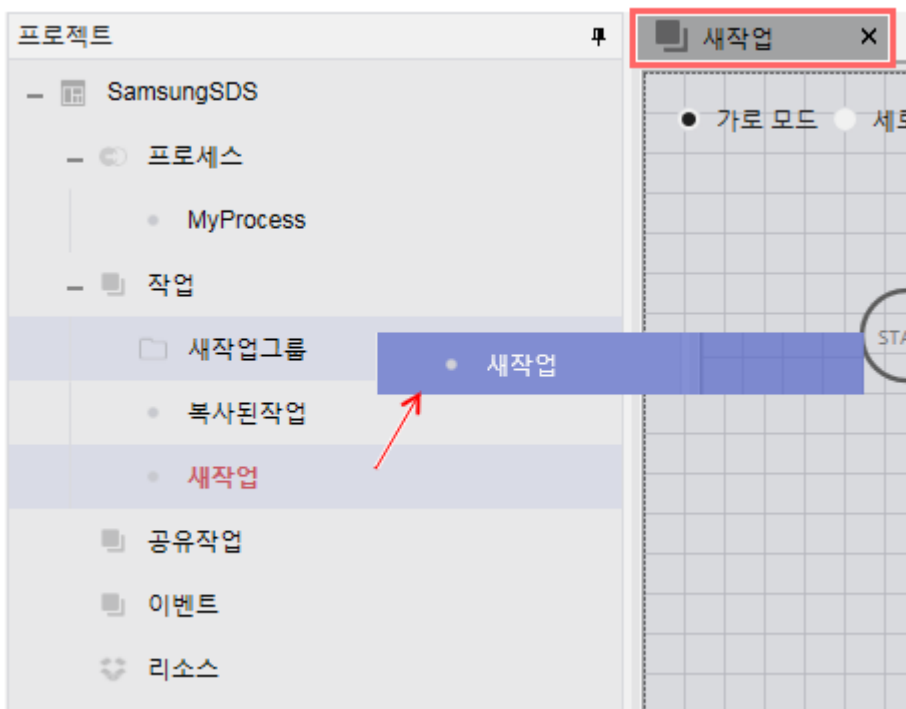 프로젝트
새작업
SamsungSDS
가로 모드
프로세스
MyProcess
작업
새작업그룹
새작업
복사된작업
새작업
공유작업
이벤트
리소스